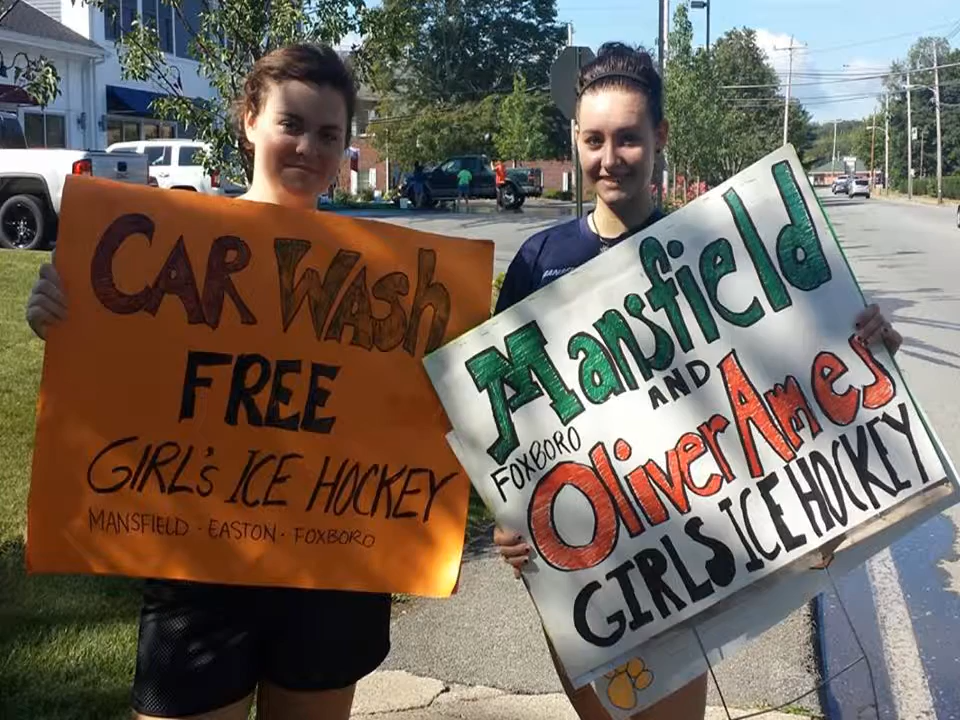 CAR WASH
FREE
GIRL's ICE HOCKEY
MANSFIELD - EASTON - FOXBORO
Mansfield
AND
FOXBORO
OliverAmes
GIRLS ICE HOCKEY